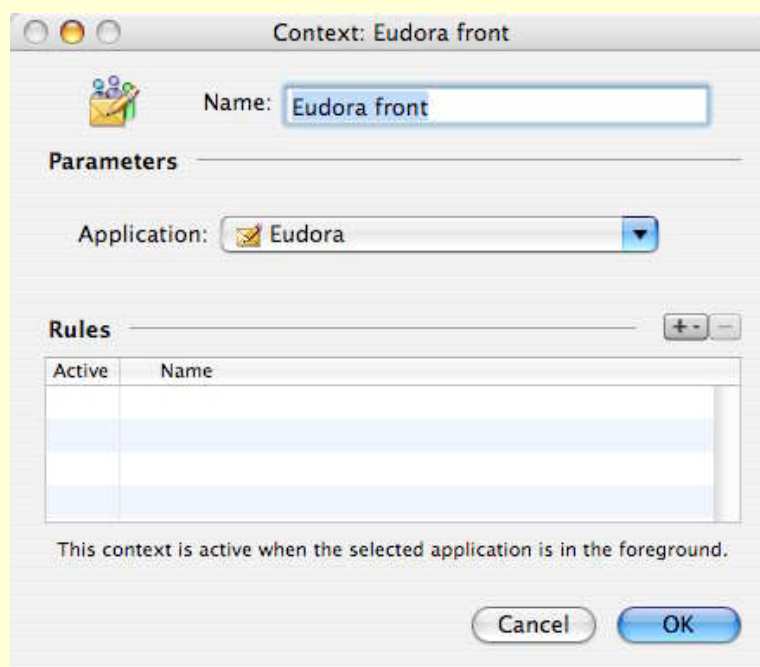 Context: Eudora front
Name: Eudora front
Parameters
Application: Eudora
Rules
Active Name
This context is active when the selected application is in the foreground.
Cancel OK